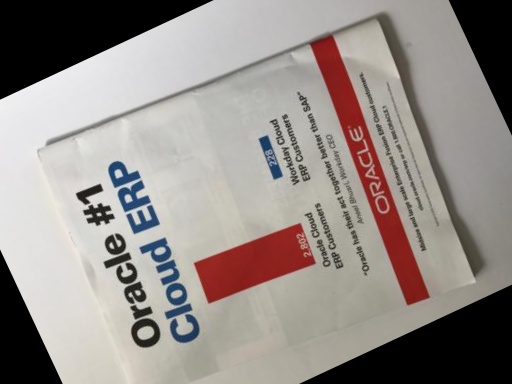 Oracle #1
Cloud ERP
2,802
Oracle Cloud
ERP Customers
228
Workday Cloud
ERP Customers
"Oracle has their act together better than SAP"
Aneel Bhusri, Workday CEO
ORACLE